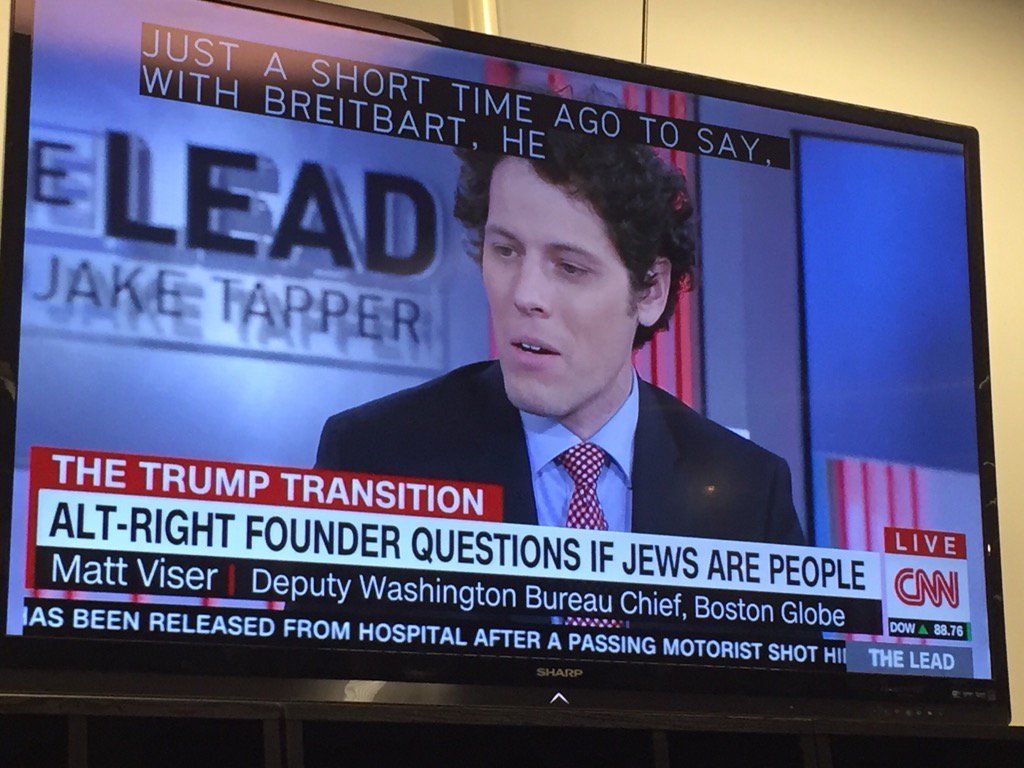 JUST A SHORT TIME AGO TO SAY,
WITH BREITBART, HE
E LEAD
JAKE TAPPER
THE TRUMP TRANSITION
ALT-RIGHT FOUNDER QUESTIONS IF JEWS ARE PEOPLE
Matt Viser | Deputy Washington Bureau Chief, Boston Globe
LIVE
CNN
DOW ▲ 88.76
HAS BEEN RELEASED FROM HOSPITAL AFTER A PASSING MOTORIST SHOT HI
THE LEAD
SHARP